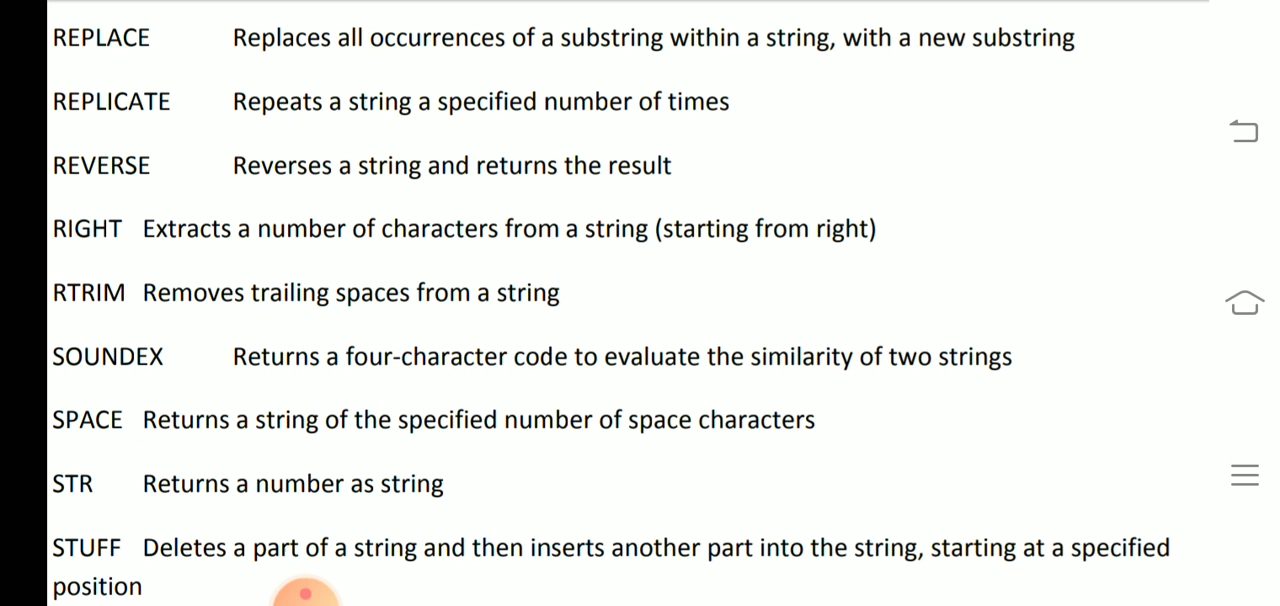 REPLACE Replaces all occurrences of a substring within a string, with a new substring
REPLICATE Repeats a string a specified number of times
REVERSE Reverses a string and returns the result
RIGHT Extracts a number of characters from a string (starting from right)
RTRIM Removes trailing spaces from a string
SOUNDEX Returns a four-character code to evaluate the similarity of two strings
SPACE Returns a string of the specified number of space characters
STR Returns a number as string
STUFF Deletes a part of a string and then inserts another part into the string, starting at a specified
position